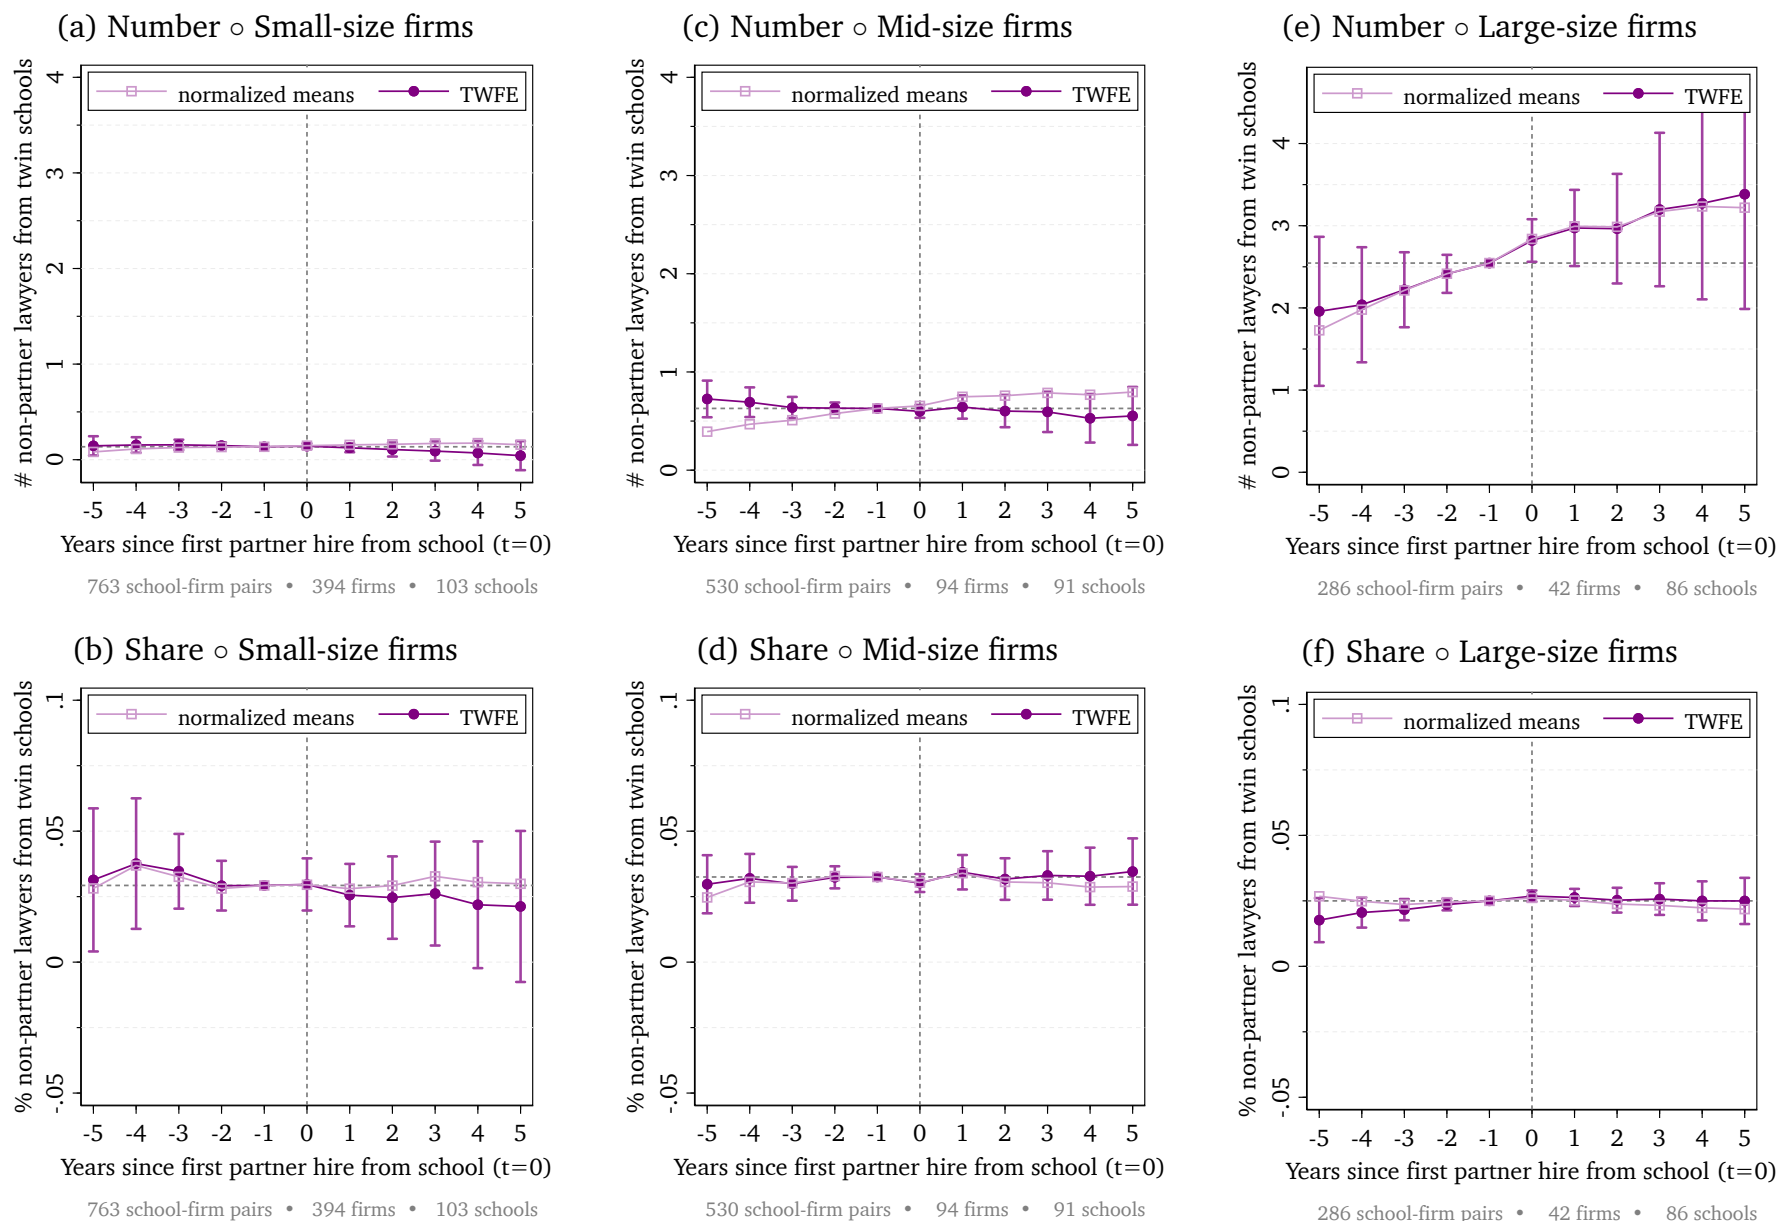 (a) Number ∘ Small-size firms
# non-partner lawyers from twin schools
4
3
2
1
0
normalized means
TWFE
-5 -4 -3 -2 -1 0 1 2 3 4 5
Years since first partner hire from school (t=0)
763 school-firm pairs • 394 firms • 103 schools
(c) Number ∘ Mid-size firms
# non-partner lawyers from twin schools
4
3
2
1
0
normalized means
TWFE
-5 -4 -3 -2 -1 0 1 2 3 4 5
Years since first partner hire from school (t=0)
530 school-firm pairs • 94 firms • 91 schools
(e) Number ∘ Large-size firms
# non-partner lawyers from twin schools
4
3
2
1
0
normalized means
TWFE
-5 -4 -3 -2 -1 0 1 2 3 4 5
Years since first partner hire from school (t=0)
286 school-firm pairs • 42 firms • 86 schools
(b) Share ∘ Small-size firms
% non-partner lawyers from twin schools
.1
.05
0
-.05
normalized means
TWFE
-5 -4 -3 -2 -1 0 1 2 3 4 5
Years since first partner hire from school (t=0)
763 school-firm pairs • 394 firms • 103 schools
(d) Share ∘ Mid-size firms
% non-partner lawyers from twin schools
.1
.05
0
-.05
normalized means
TWFE
-5 -4 -3 -2 -1 0 1 2 3 4 5
Years since first partner hire from school (t=0)
530 school-firm pairs • 94 firms • 91 schools
(f) Share ∘ Large-size firms
% non-partner lawyers from twin schools
.1
.05
0
-.05
normalized means
TWFE
-5 -4 -3 -2 -1 0 1 2 3 4 5
Years since first partner hire from school (t=0)
286 school-firm pairs • 42 firms • 86 schools